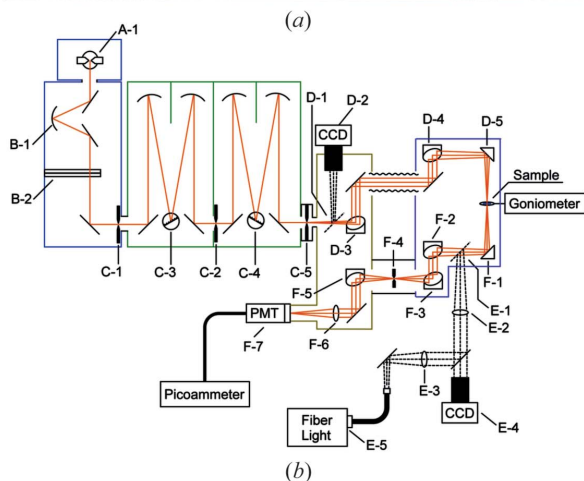 (a)
A-1
D-1
D-2
D-4
D-5
CCD
B-1
Sample
Goniometer
B-2
D-3
F-2
F-4
C-1
C-3
C-2
C-4
C-5
F-5
F-3
F-1
E-1
PMT
F-6
E-2
F-7
E-3
Picoammeter
Fiber
Light
CCD
E-4
E-5
(b)